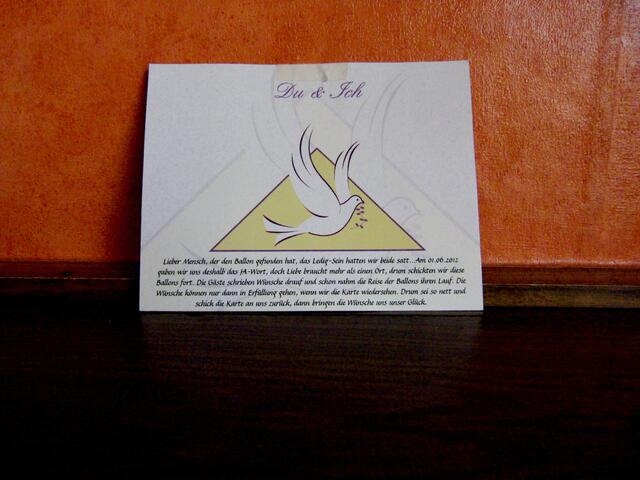 Du & Ich
Lieber Mensch, der den Ballon gefunden hat, das Ledig-Sein hatten wir beide satt...Am 01.06.2012
gaben wir uns deshalb das JA-Wort, doch Liebe braucht mehr als einen Ort, drum schickten wir diese
Ballons fort. Die Gäste schrieben Wünsche drauf und schon nahm die Reise der Ballons ihren Lauf. Die
Wünsche können nur dann in Erfüllung gehen, wenn wir die Karte wiedersehen. Drum sei so nett und
schick die Karte an uns zurück, dann bringen die Wünsche uns unser Glück.